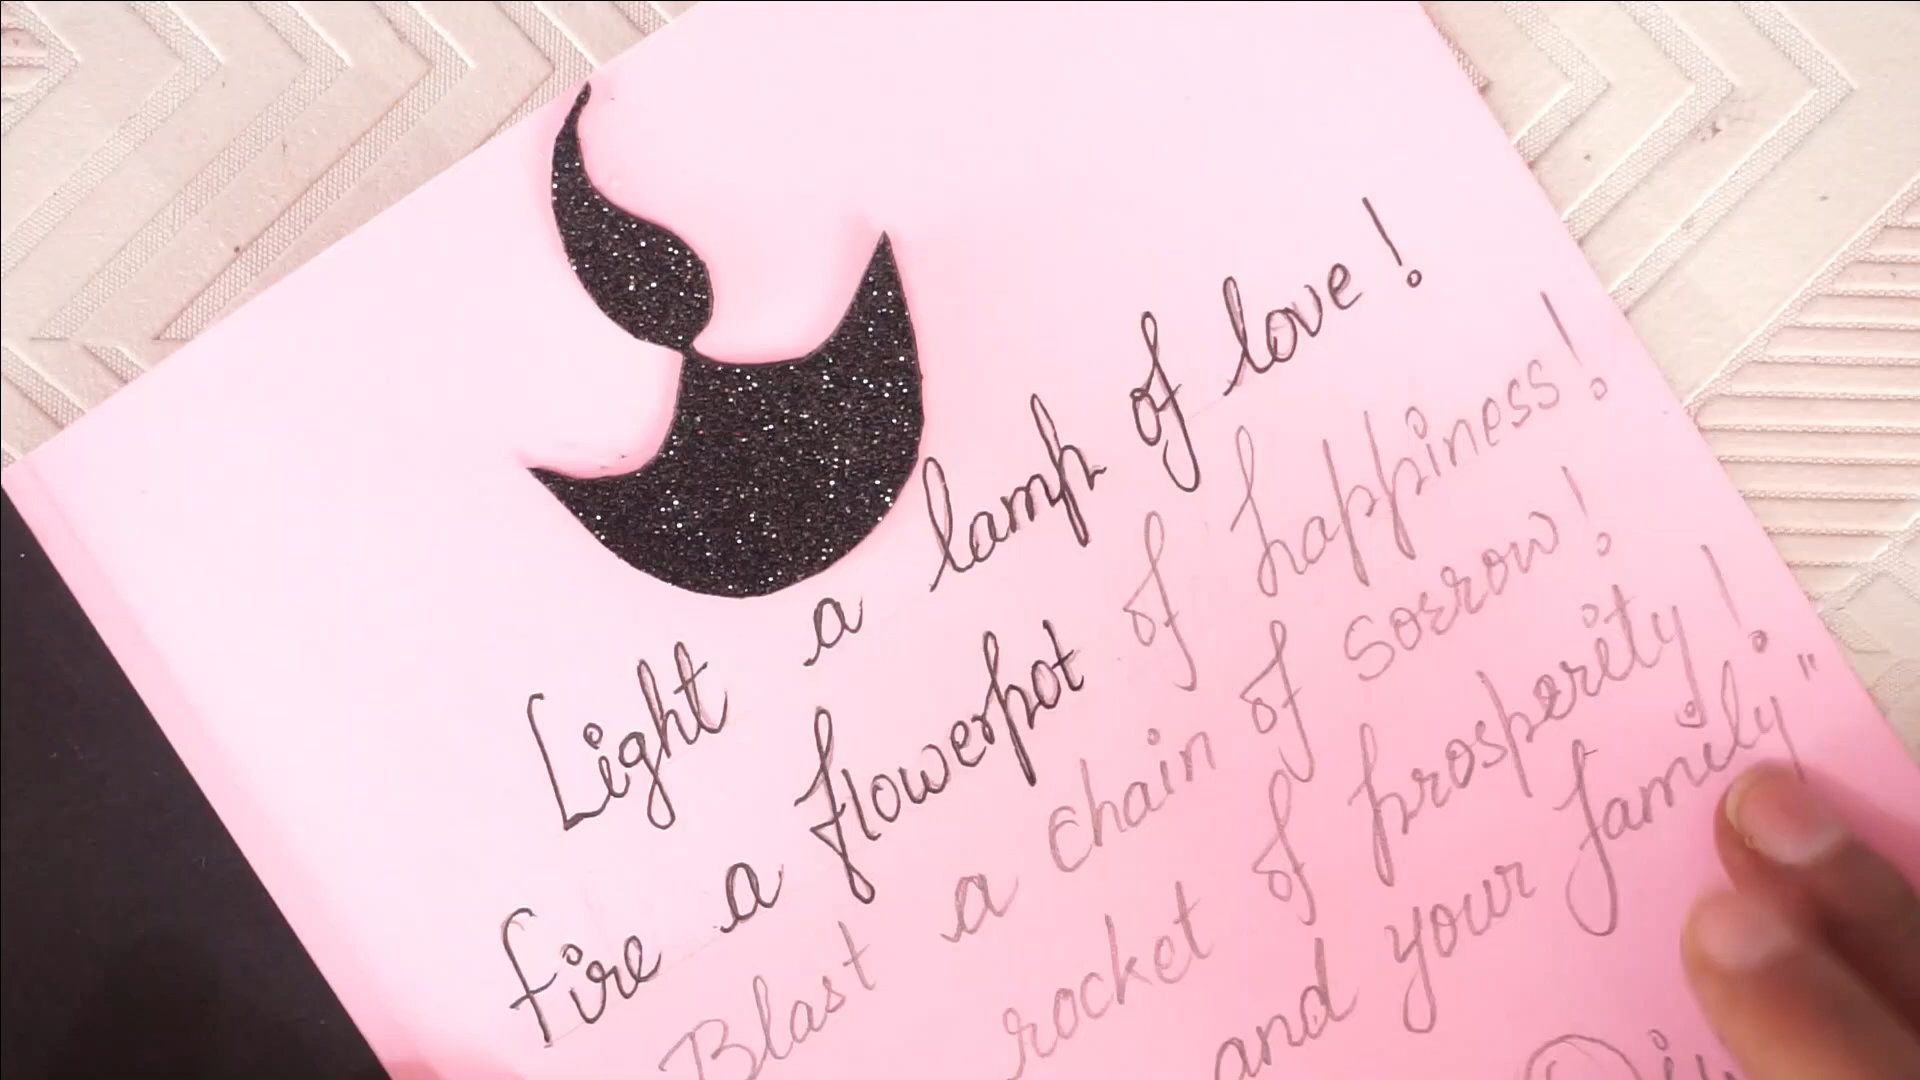 Light a lamp of love!
fire a flowerpot of happiness!
Blast a chain of sorrow!
rocket of prosperity!
and your family"